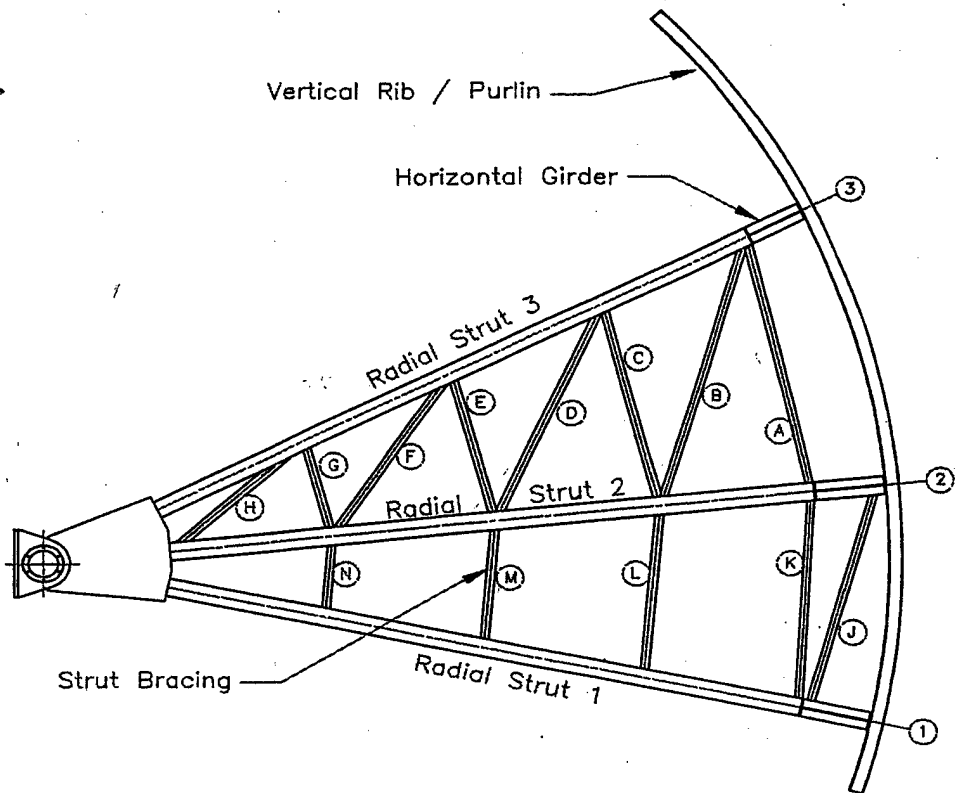 Vertical Rib / Purlin
Horizontal Girder
3
Radial Strut 3
C
E
B
D
A
G
F
H
Radial Strut 2
2
N
M
L
K
J
Strut Bracing
Radial Strut 1
1